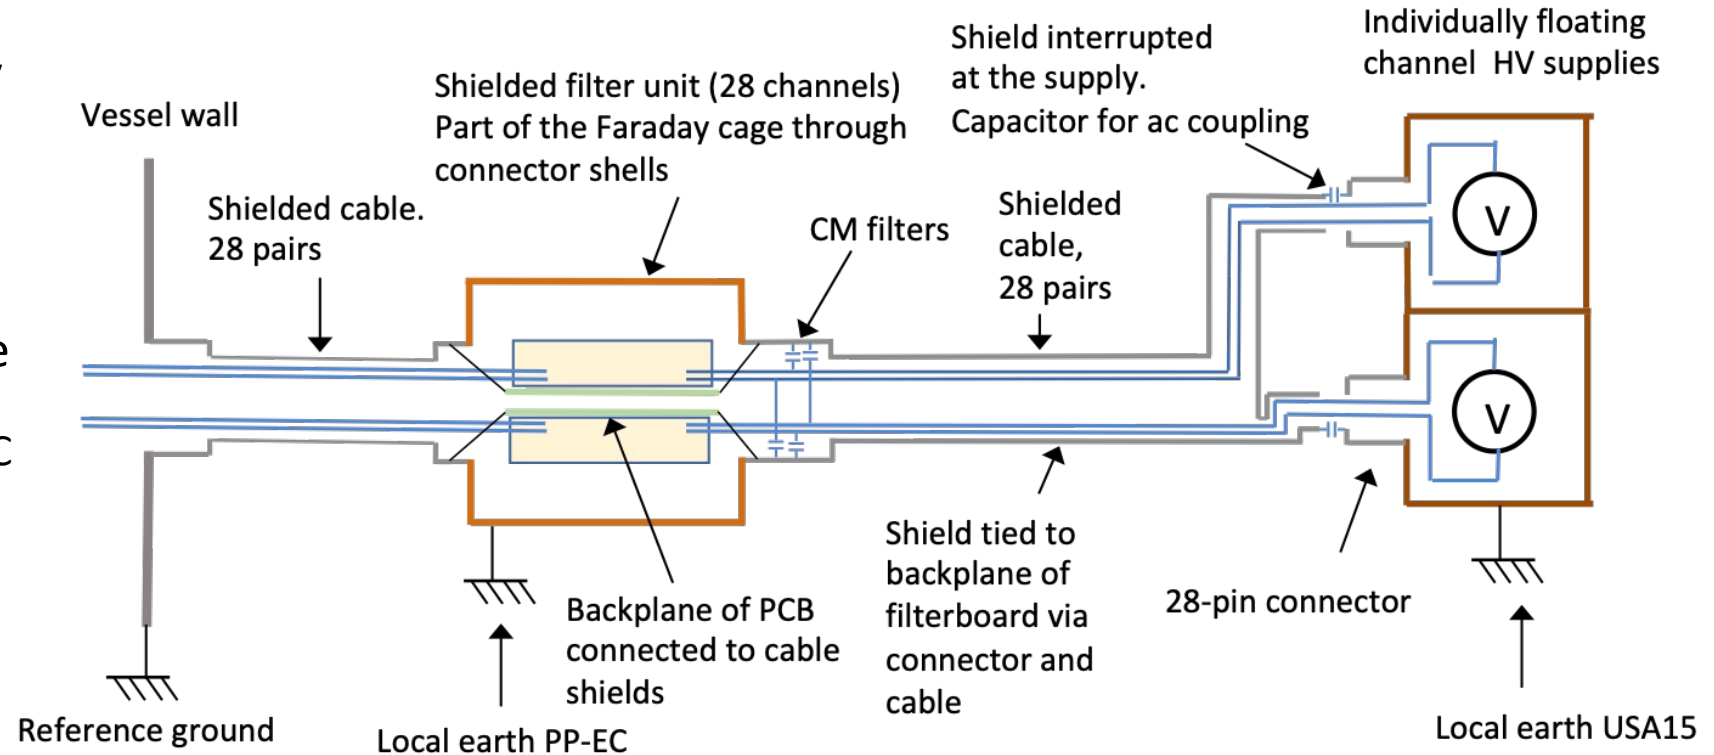 Individually floating
channel  HV supplies
Shield interrupted
at the supply.
Capacitor for ac coupling
Shielded filter unit (28 channels)
Part of the Faraday cage through
connector shells
Vessel wall
Shielded cable.
28 pairs
CM filters
Shielded
cable,
28 pairs
V
e
V
C
Shield tied to
backplane of
filterboard via
connector and
cable
28-pin connector
Backplane of PCB
connected to cable
shields
Reference ground
Local earth PP-EC
Local earth USA15